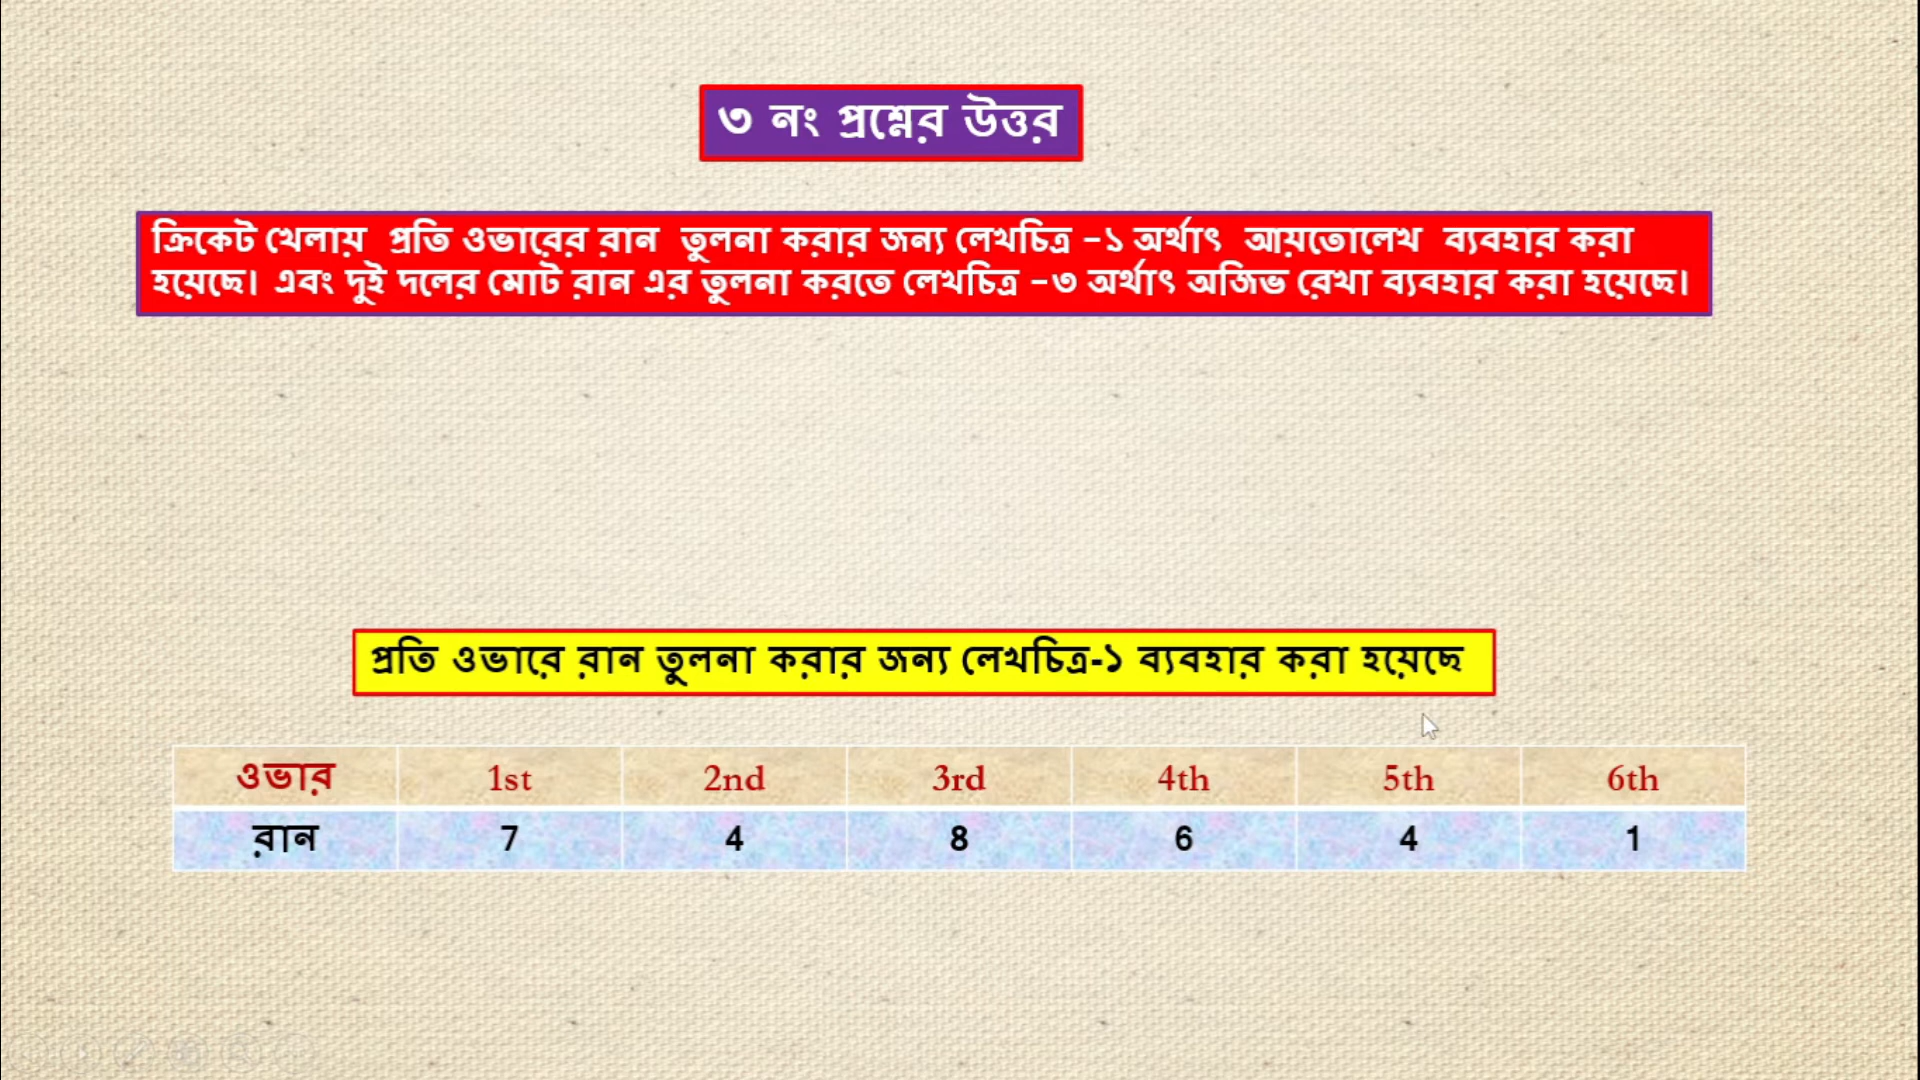 ৩ নং প্রশ্নের উত্তর
ক্রিকেট খেলায় প্রতি ওভারের রান তুলনা করার জন্য লেখচিত্র –১ অর্থাৎ আয়তোলেখ ব্যবহার করা
হয়েছে। এবং দুই দলের মোট রান এর তুলনা করতে লেখচিত্র –৩ অর্থাৎ অজিভ রেখা ব্যবহার করা হয়েছে।
প্রতি ওভারে রান তুলনা করার জন্য লেখচিত্র-১ ব্যবহার করা হয়েছে
ওভার 1st 2nd 3rd 4th 5th 6th
রান 7 4 8 6 4 1